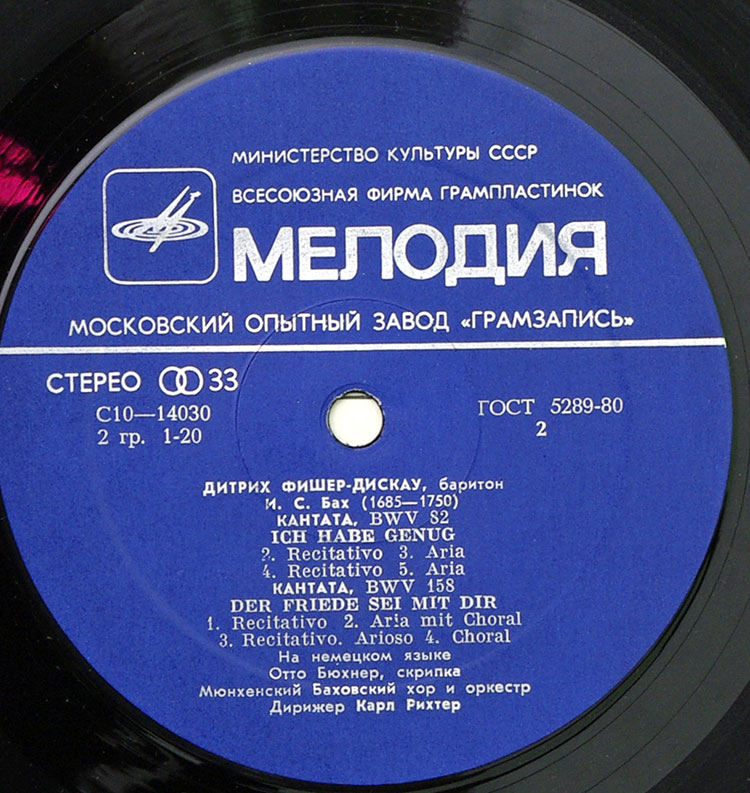 МИНИСТЕРСТВО КУЛЬТУРЫ СССР
ВСЕСОЮЗНАЯ ФИРМА ГРАМПЛАСТИНОК
МЕЛОДИЯ
МОСКОВСКИЙ ОПЫТНЫЙ ЗАВОД «ГРАМЗАПИСЬ»
СТЕРЕО 33
С10—14030
2 гр. 1-20
ГОСТ 5289-80
2
ДИТРИХ ФИШЕР-ДИСКАУ, баритон
И. С. Бах (1685—1750)
КАНТАТА, BWV 82
ICH HABE GENUG
2. Recitativo 3. Aria
4. Recitativo 5. Aria
КАНТАТА, BWV 158
DER FRIEDE SEI MIT DIR
1. Recitativo 2. Aria mit Choral
3. Recitativo. Arioso 4. Choral
На немецком языке
Отто Бюхнер, скрипка
Мюнхенский Баховский хор и оркестр
Дирижер Карл Рихтер